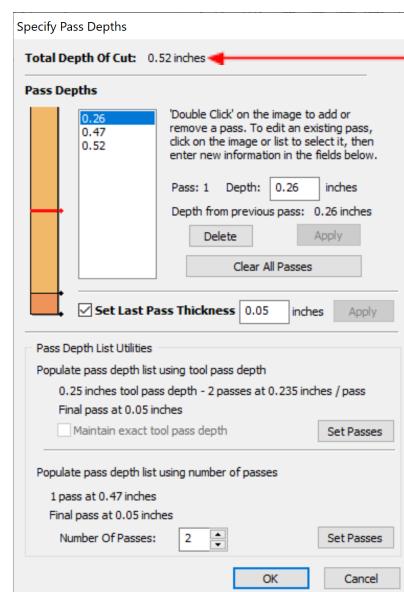 Specify Pass Depths
Total Depth Of Cut: 0.52 inches
Pass Depths
0.26
0.47
0.52
'Double Click' on the image to add or
remove a pass. To edit an existing pass,
click on the image or list to select it, then
enter new information in the fields below.
Pass: 1 Depth: 0.26 inches
Depth from previous pass: 0.26 inches
Delete Apply
Clear All Passes
Set Last Pass Thickness 0.05 inches Apply
Pass Depth List Utilities
Populate pass depth list using tool pass depth
0.25 inches tool pass depth - 2 passes at 0.235 inches / pass
Final pass at 0.05 inches
Maintain exact tool pass depth Set Passes
Populate pass depth list using number of passes
1 pass at 0.47 inches
Final pass at 0.05 inches
Number Of Passes: 2 Set Passes
OK Cancel